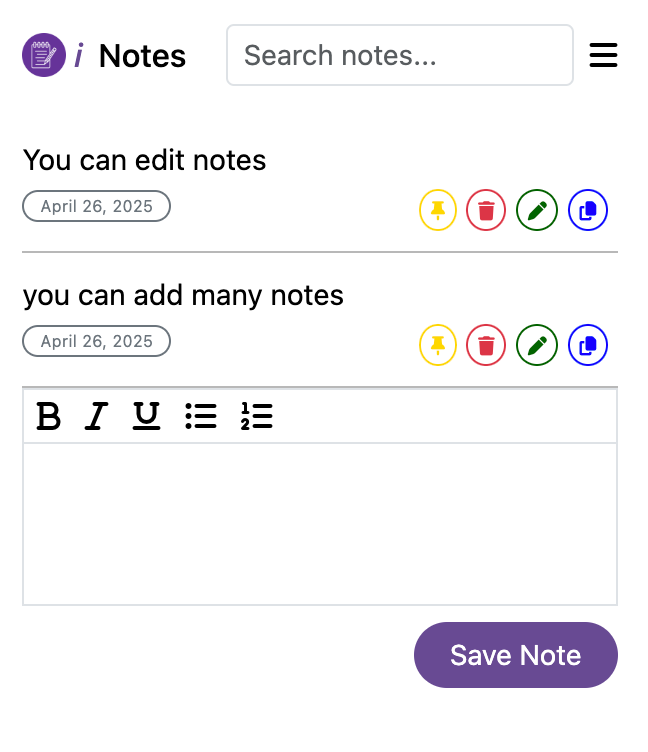 i Notes
Search notes...
You can edit notes
April 26, 2025
you can add many notes
April 26, 2025
B I U
Save Note